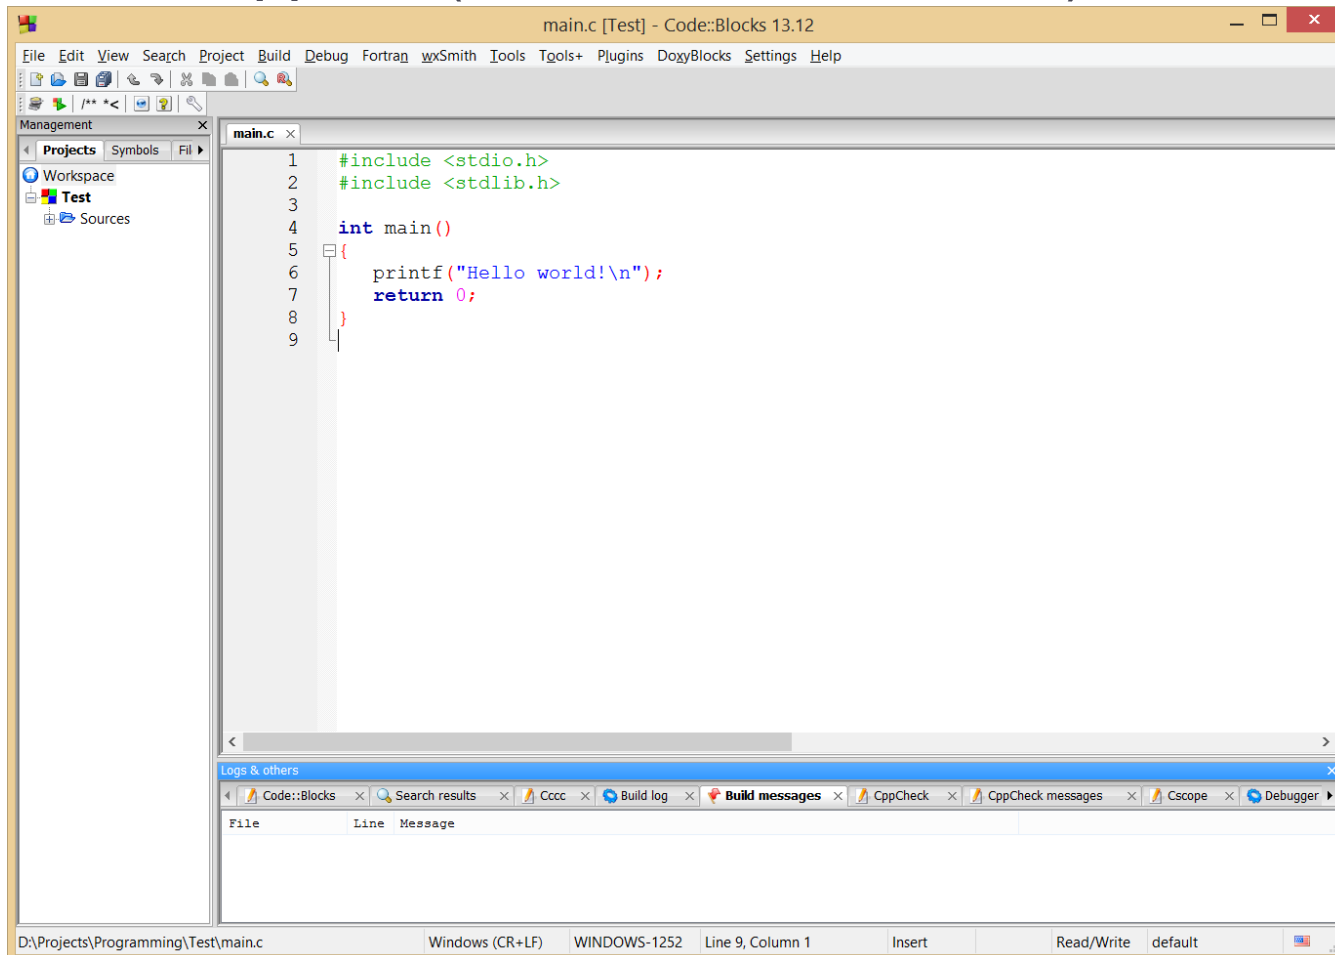 main.c [Test] - Code::Blocks 13.12
File Edit View Search Project Build Debug Fortran wxSmith Tools Tools+ Plugins DoxyBlocks Settings Help
/** *<
Management
Projects Symbols Fil
main.c
Workspace
Test
Sources
1 #include <stdio.h>
2 #include <stdlib.h>
3
4 int main()
5 {
6 printf("Hello world!\n");
7 return 0;
8 }
9
Logs & others
Code::Blocks Search results Cccc Build log Build messages CppCheck CppCheck messages Cscope Debugger
File Line Message
D:\Projects\Programming\Test\main.c Windows (CR+LF) WINDOWS-1252 Line 9, Column 1 Insert Read/Write default